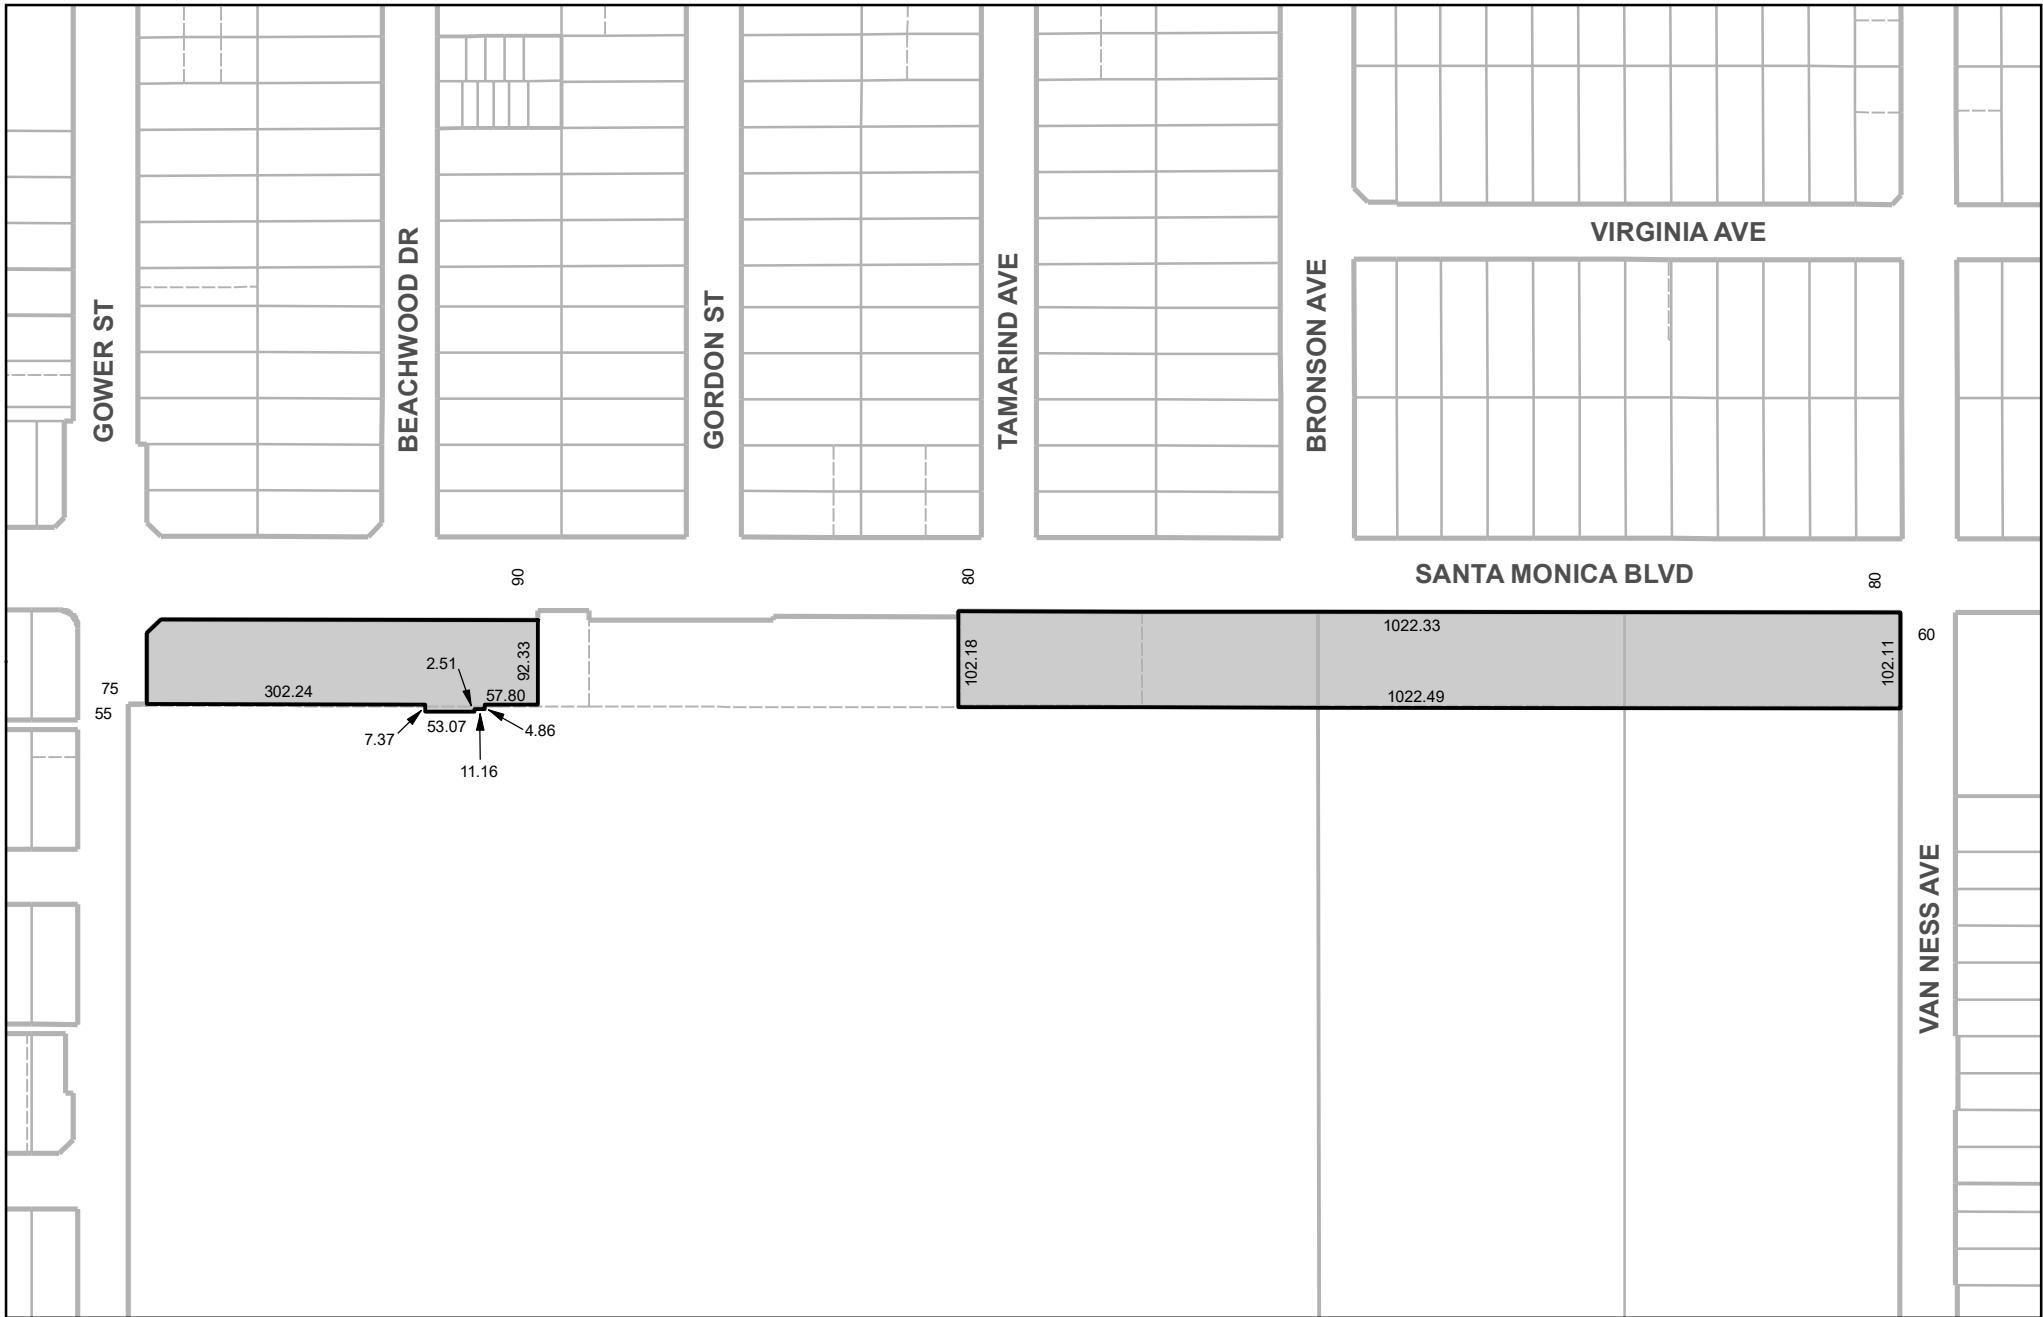 VIRGINIA AVE
GOWER ST
BEACHWOOD DR
GORDON ST
TAMARIND AVE
BRONSON AVE
90
80
SANTA MONICA BLVD
80
1022.33
60
2.51
92.33
102.18
102.11
75
302.24
57.80
1022.49
55
7.37
53.07
4.86
11.16
VAN NESS AVE